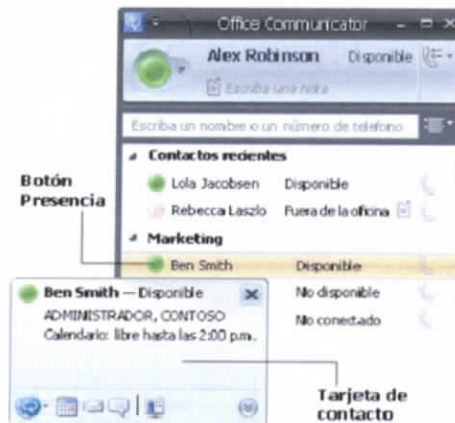 Office Communicator
Alex Robinson Disponible
Escriba una nota
Escriba un nombre o un número de telefono
Contactos recientes
Lola Jacobsen Disponible
Rebecca Laszlo Fuera de la oficina
Marketing
Ben Smith Disponible
No disponible
No conectado
Botón
Presencia
Ben Smith — Disponible
ADMINISTRADOR, CONTOSO
Calendario: libre hasta las 2:00 p.m.
Tarjeta de
contacto